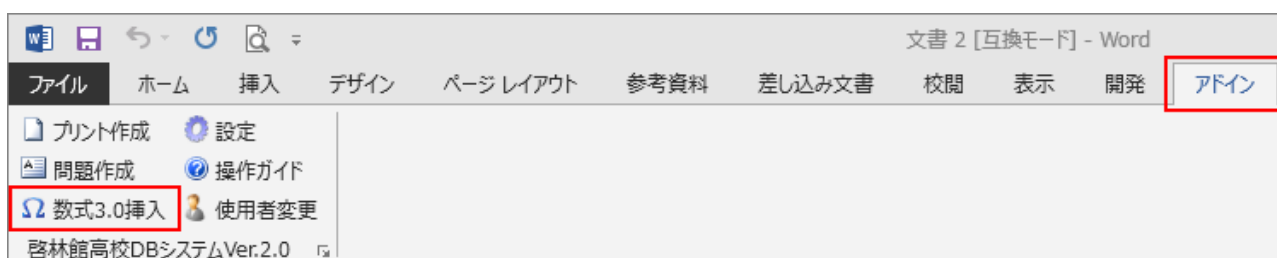 文書 2 [互換モード] - Word
ファイル ホーム 挿入 デザイン ページ レイアウト 参考資料 差し込み文書 校閲 表示 開発 アドイン
プリント作成 設定
問題作成 操作ガイド
Ω 数式3.0挿入 使用者変更
啓林館高校DBシステムVer.2.0